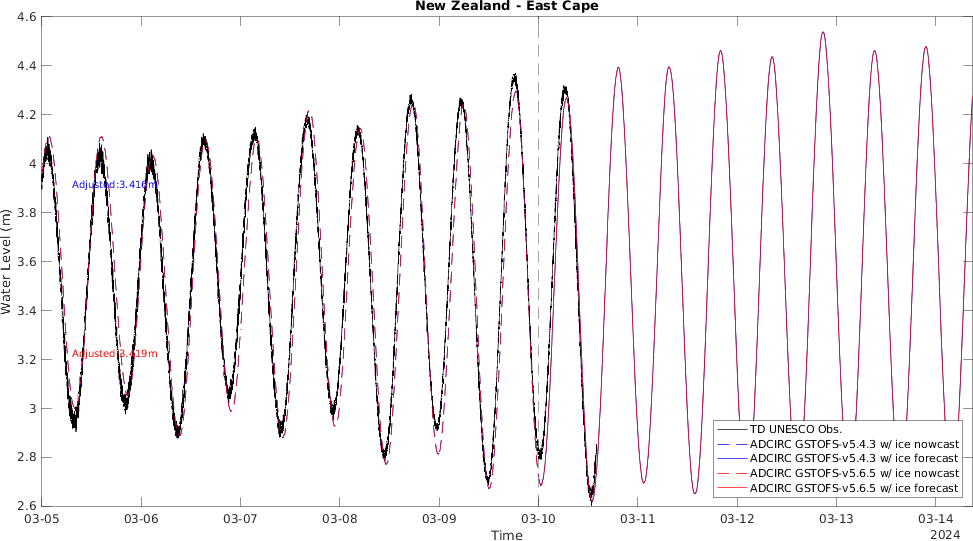 New Zealand - East Cape
4.6
4.4
4.2
4
3.8
3.6
3.4
3.2
3
2.8
2.6
Water Level (m)
Adjusted:3.416m
Adjusted:3.419m
TD UNESCO Obs.
ADCIRC GSTOFS-v5.4.3 w/ ice nowcast
ADCIRC GSTOFS-v5.4.3 w/ ice forecast
ADCIRC GSTOFS-v5.6.5 w/ ice nowcast
ADCIRC GSTOFS-v5.6.5 w/ ice forecast
03-05 03-06 03-07 03-08 03-09 03-10 03-11 03-12 03-13 03-14
Time
2024